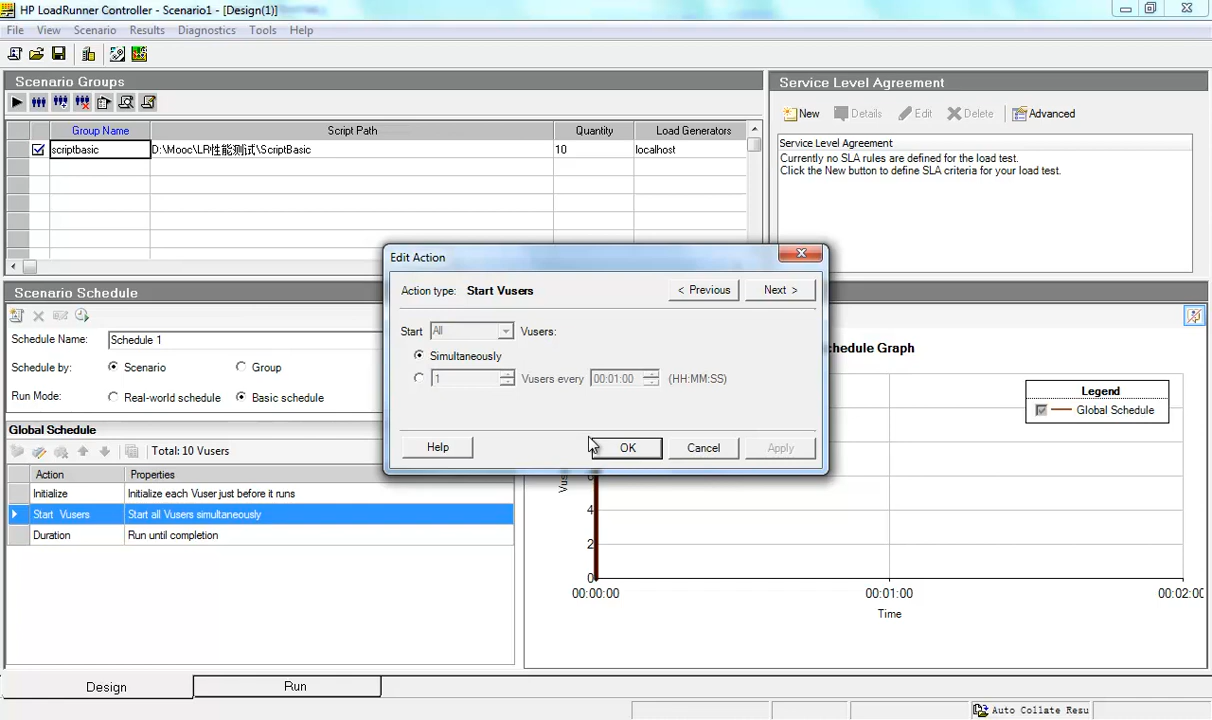 HP LoadRunner Controller - Scenario1 - [Design(1)]
File View Scenario Results Diagnostics Tools Help
Scenario Groups
Group Name Script Path Quantity Load Generators
scriptbasic D:\Mooc\LR性能测试\ScriptBasic 10 localhost
Service Level Agreement
New Details Edit Delete Advanced
Service Level Agreement
Currently no SLA rules are defined for the load test.
Click the New button to define SLA criteria for your load test.
Edit Action
Action type: Start Vusers < Previous Next >
Start All Vusers:
Simultaneously
1 Vusers every 00:01:00 (HH:MM:SS)
Help OK Cancel Apply
Scenario Schedule
Schedule Name: Schedule 1
Schedule by: Scenario Group
Run Mode: Real-world schedule Basic schedule
Global Schedule
Total: 10 Vusers
Action Properties
Initialize Initialize each Vuser just before it runs
Start Vusers Start all Vusers simultaneously
Duration Run until completion
hedule Graph
Legend
Global Schedule
4
2
0
00:00:00 00:01:00 00:02:00
Time
Design Run
Auto Collate Resu